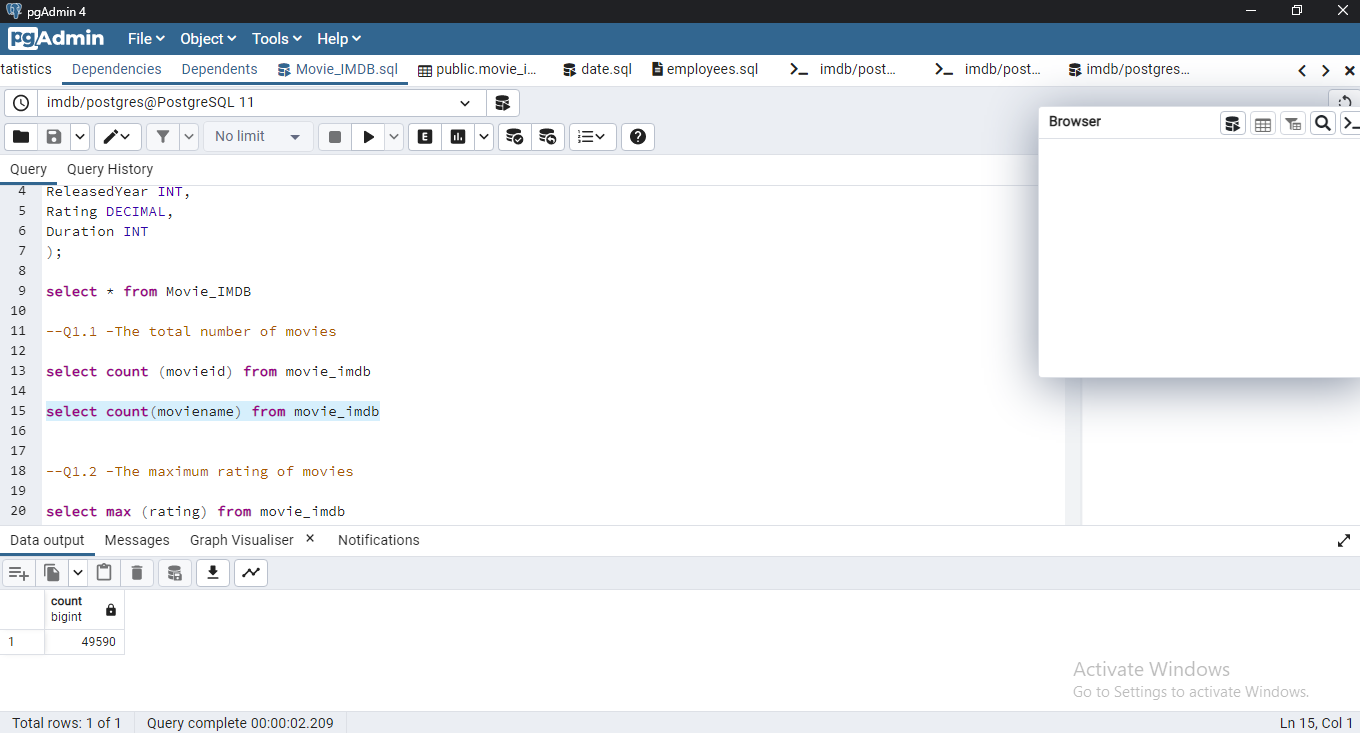 pgAdmin 4
pgAdmin File Object Tools Help
tatistics Dependencies Dependents Movie_IMDB.sql public.movie_i... date.sql employees.sql imdb/post... imdb/post... imdb/postgres...
imdb/postgres@PostgreSQL 11
Browser
No limit
E
Query Query History
4 ReleasedYear INT,
5 Rating DECIMAL,
6 Duration INT
7 );
8
9 select * from Movie_IMDB
10
11 --Q1.1 -The total number of movies
12
13 select count (movieid) from movie_imdb
14
15 select count(moviename) from movie_imdb
16
17
18 --Q1.2 -The maximum rating of movies
19
20 select max (rating) from movie_imdb
Data output Messages Graph Visualiser × Notifications
count
bigint
1 49590
Activate Windows
Go to Settings to activate Windows.
Total rows: 1 of 1 Query complete 00:00:02.209 Ln 15, Col 1